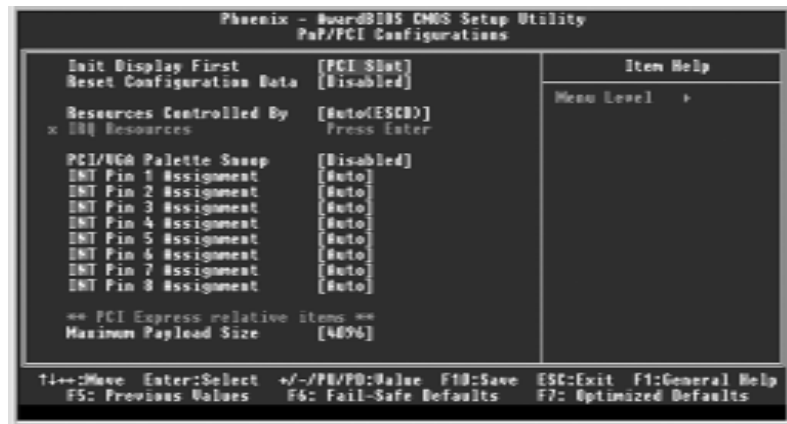 Phoenix - AwardBIOS CMOS Setup Utility
PnP/PCI Configurations
Init Display First [PCI Slot]
Reset Configuration Data [Disabled]
Resources Controlled By [Auto(ESCD)]
x IRQ Resources Press Enter
PCI/VGA Palette Snoop [Disabled]
INT Pin 1 Assignment [Auto]
INT Pin 2 Assignment [Auto]
INT Pin 3 Assignment [Auto]
INT Pin 4 Assignment [Auto]
INT Pin 5 Assignment [Auto]
INT Pin 6 Assignment [Auto]
INT Pin 7 Assignment [Auto]
INT Pin 8 Assignment [Auto]
** PCI Express relative items **
Maximum Payload Size [4096]
Item Help
Menu Level ▸
↑↓→←:Move Enter:Select +/-/PU/PD:Value F10:Save ESC:Exit F1:General Help
F5: Previous Values F6: Fail-Safe Defaults F7: Optimized Defaults